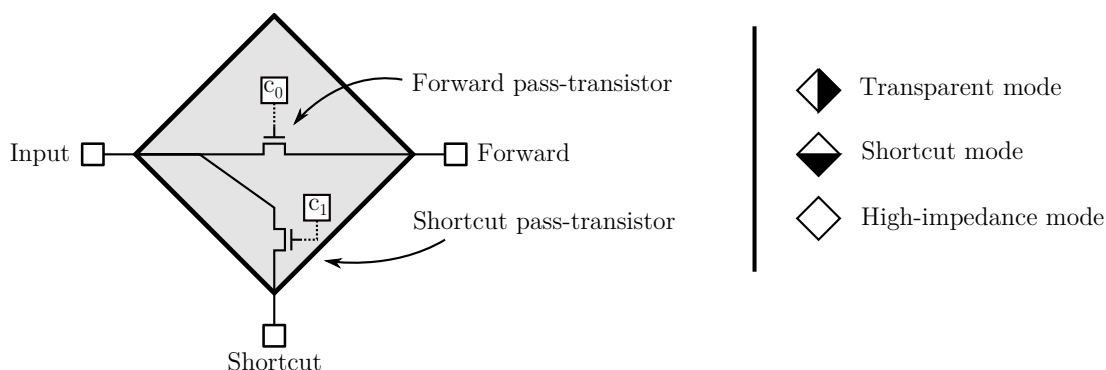 c0
Forward pass-transistor
Input
Forward
c1
Shortcut pass-transistor
Shortcut
Transparent mode
Shortcut mode
High-impedance mode